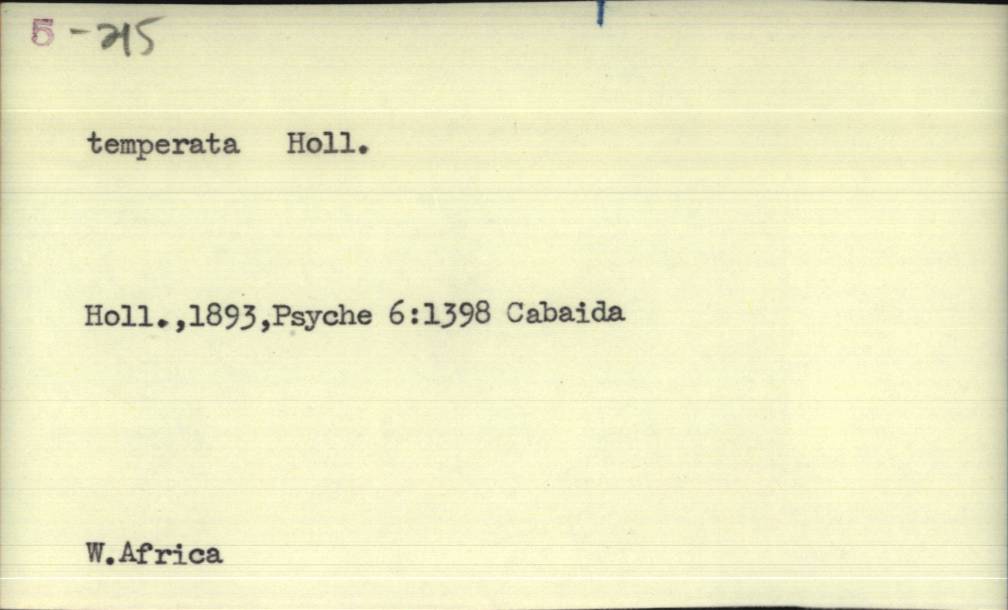 5 - 215
temperata Holl.
Holl.,1893,Psyche 6:1398 Cabaida
W.Africa